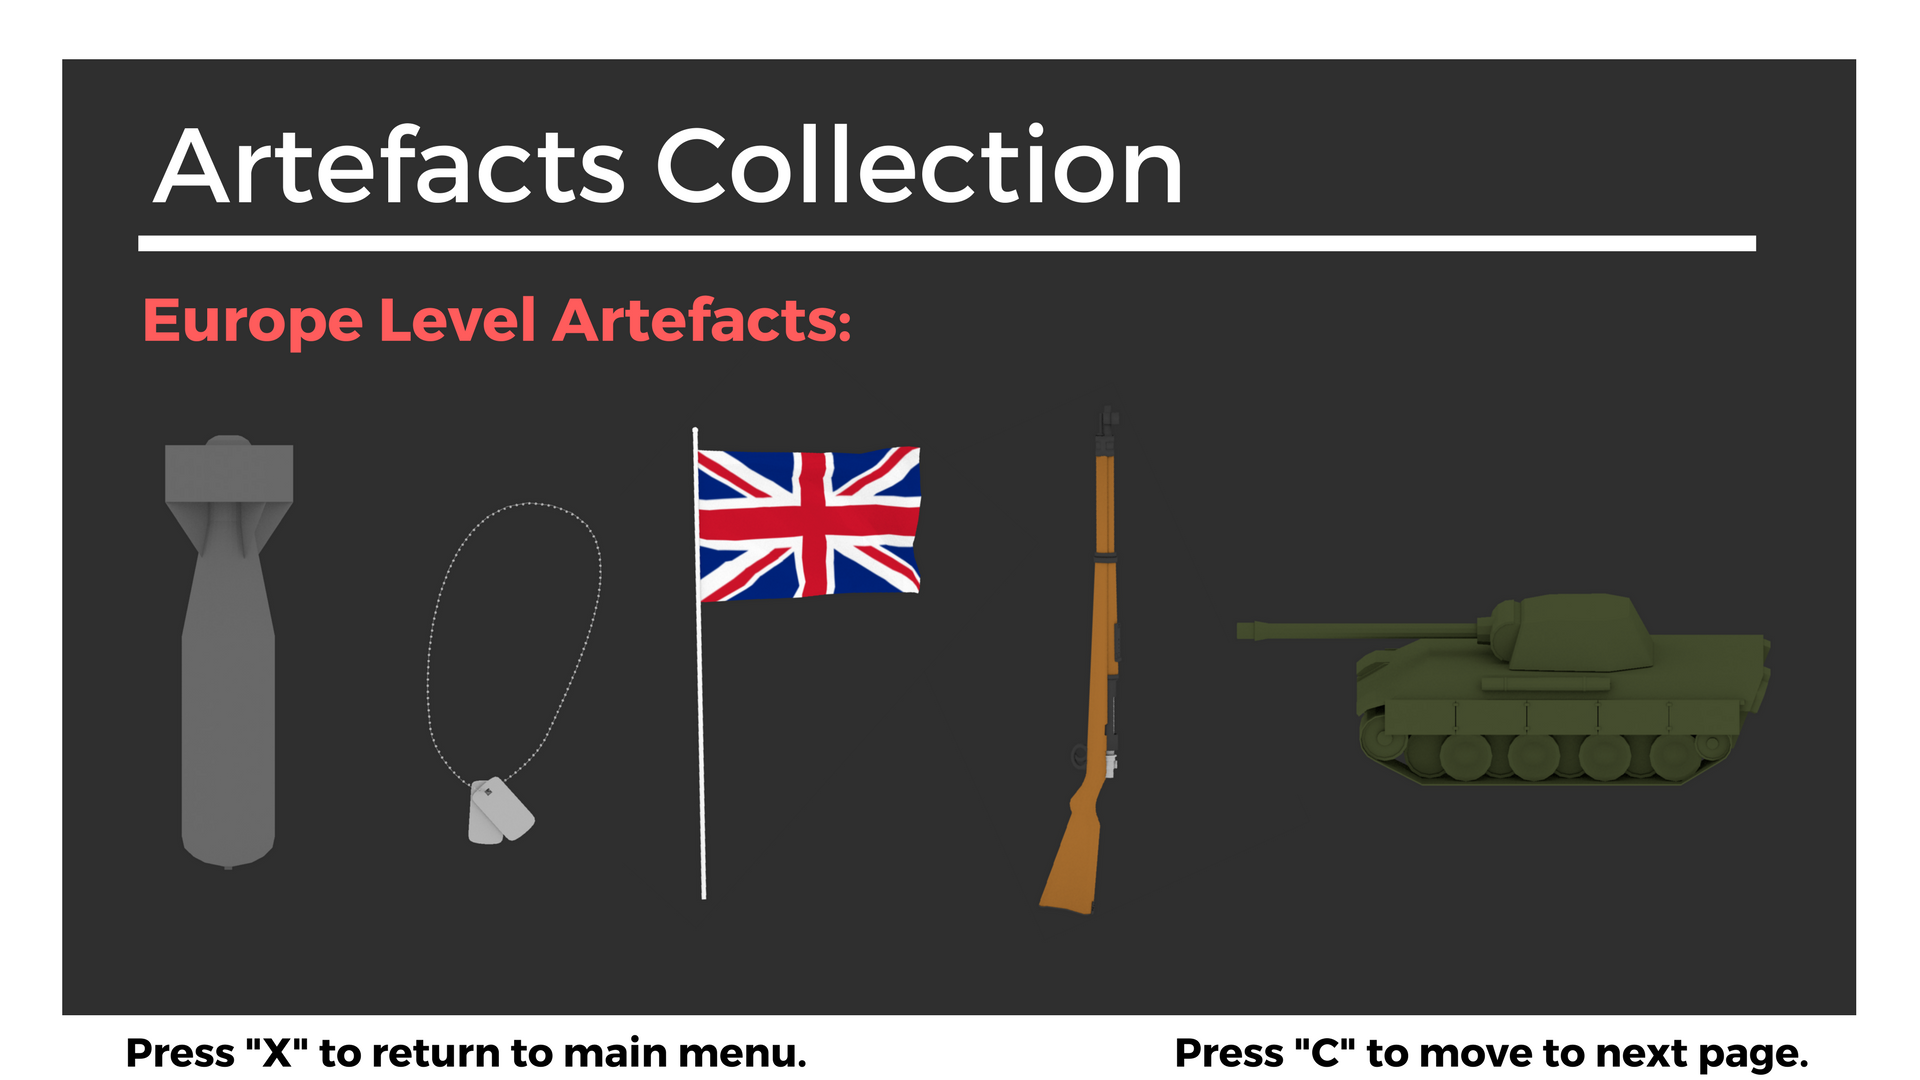 Artefacts Collection
Europe Level Artefacts:
Press "X" to return to main menu.
Press "C" to move to next page.